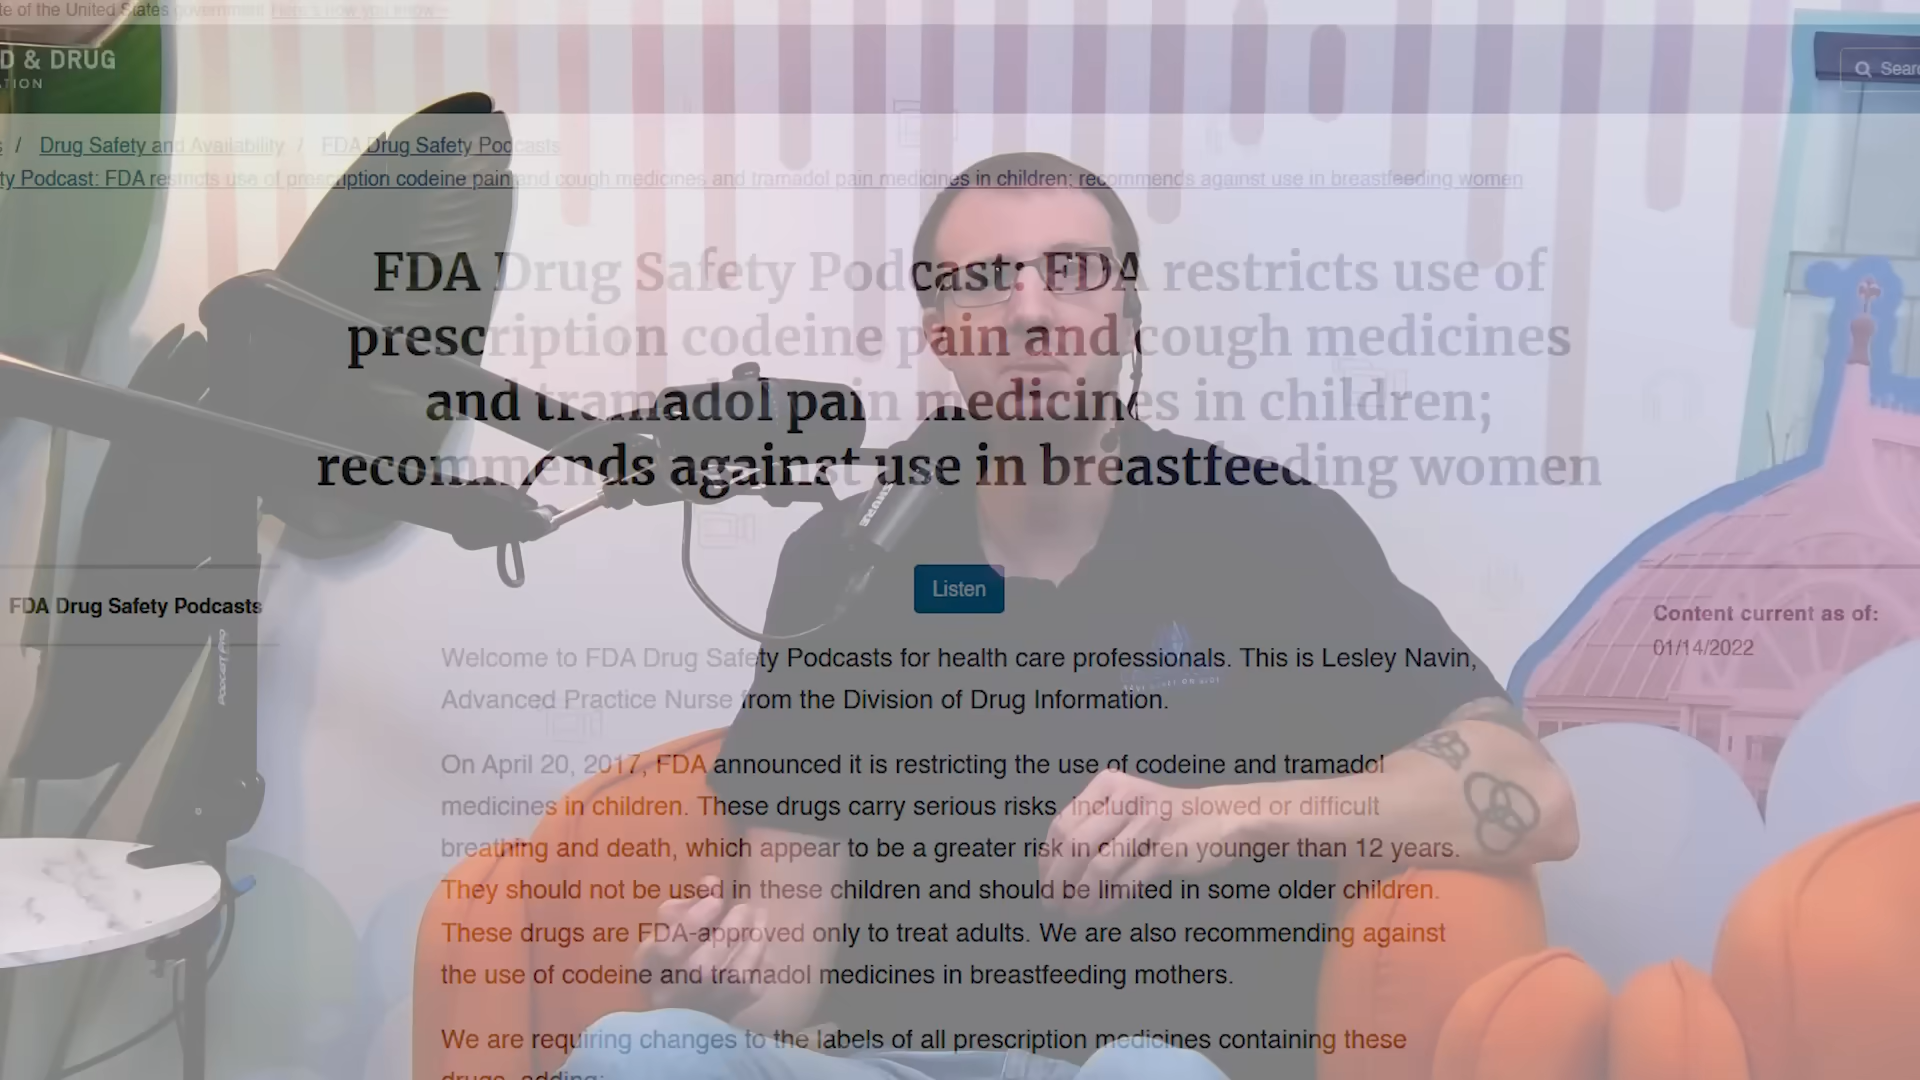 te of the United States government Here's how you know
D & DRUG
TION
Sear
s / Drug Safety and Availability / FDA Drug Safety Podcasts
ty Podcast: FDA restricts use of prescription codeine pain and cough medicines and tramadol pain medicines in children; recommends against use in breastfeeding women
FDA Drug Safety Podcast: FDA restricts use of
prescription codeine pain and cough medicines
and tramadol pain medicines in children;
recommends against use in breastfeeding women
SHURE
Listen
FDA Drug Safety Podcasts
Content current as of:
01/14/2022
Welcome to FDA Drug Safety Podcasts for health care professionals. This is Lesley Navin,
Advanced Practice Nurse from the Division of Drug Information.
On April 20, 2017, FDA announced it is restricting the use of codeine and tramadol
medicines in children. These drugs carry serious risks, including slowed or difficult
breathing and death, which appear to be a greater risk in children younger than 12 years.
They should not be used in these children and should be limited in some older children.
These drugs are FDA-approved only to treat adults. We are also recommending against
the use of codeine and tramadol medicines in breastfeeding mothers.
We are requiring changes to the labels of all prescription medicines containing these
drugs, adding: